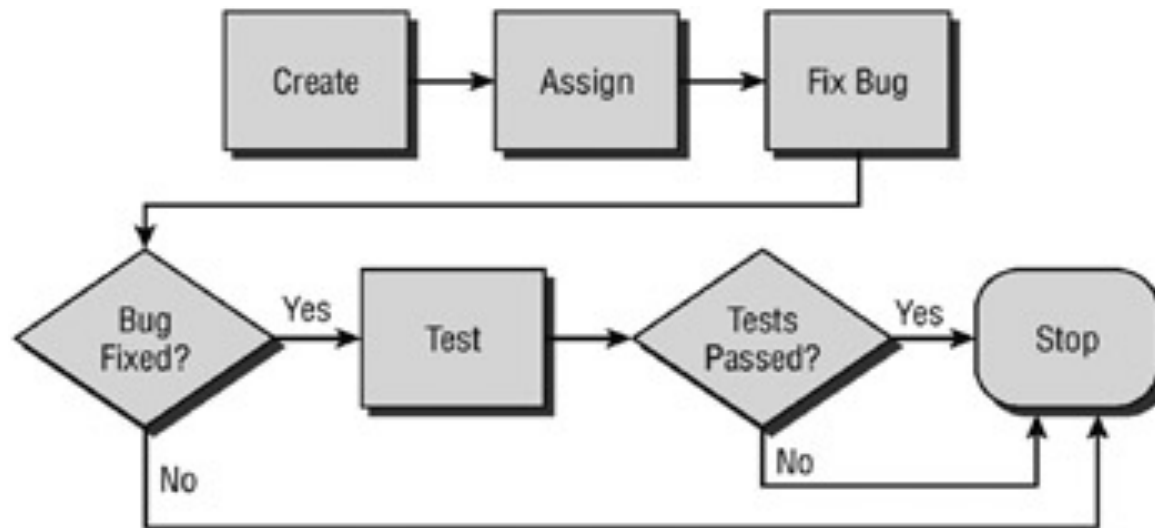 Create
Assign
Fix Bug
Bug
Fixed?
Yes
Test
Tests
Passed?
Yes
Stop
No
No